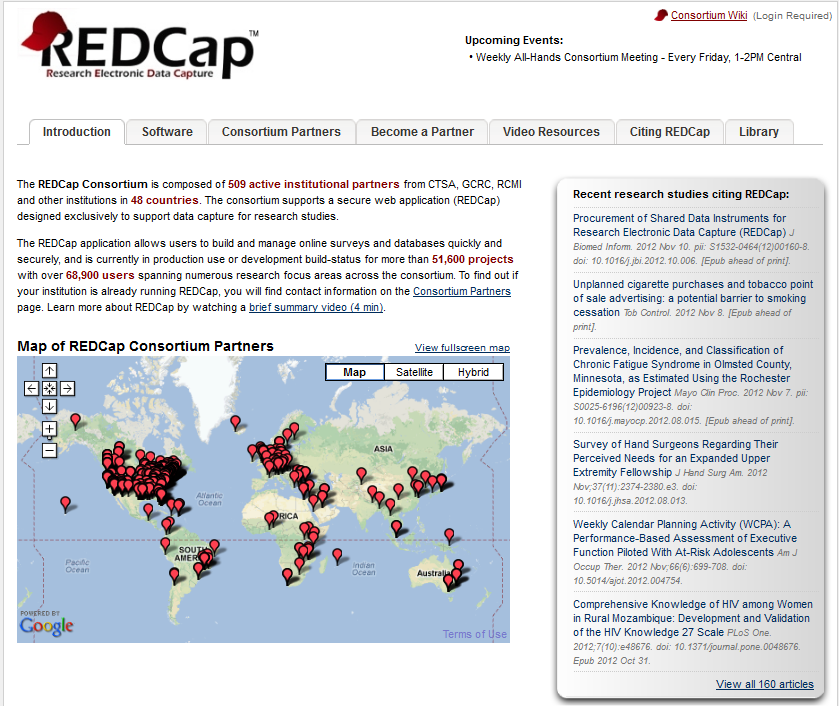 Consortium Wiki (Login Required)
REDCap™
Research Electronic Data Capture
Upcoming Events:
• Weekly All-Hands Consortium Meeting - Every Friday, 1-2PM Central
Introduction
Software
Consortium Partners
Become a Partner
Video Resources
Citing REDCap
Library
The REDCap Consortium is composed of 509 active institutional partners from CTSA, GCRC, RCMI
and other institutions in 48 countries. The consortium supports a secure web application (REDCap)
designed exclusively to support data capture for research studies.
The REDCap application allows users to build and manage online surveys and databases quickly and
securely, and is currently in production use or development build-status for more than 51,600 projects
with over 68,900 users spanning numerous research focus areas across the consortium. To find out if
your institution is already running REDCap, you will find contact information on the Consortium Partners
page. Learn more about REDCap by watching a brief summary video (4 min).
Map of REDCap Consortium Partners
View fullscreen map
Map
Satellite
Hybrid
ASIA
Atlantic
Ocean
RICA
Pacific
Ocean
SOUTH
AMER
Indian
Ocean
Austral
POWERED BY
Google
Terms of Use
Recent research studies citing REDCap:
Procurement of Shared Data Instruments for
Research Electronic Data Capture (REDCap) J
Biomed Inform. 2012 Nov 10. pii: S1532-0464(12)00160-8.
doi: 10.1016/j.jbi.2012.10.006. [Epub ahead of print].
Unplanned cigarette purchases and tobacco point
of sale advertising: a potential barrier to smoking
cessation Tob Control. 2012 Nov 8. [Epub ahead of
print].
Prevalence, Incidence, and Classification of
Chronic Fatigue Syndrome in Olmsted County,
Minnesota, as Estimated Using the Rochester
Epidemiology Project Mayo Clin Proc. 2012 Nov 7. pii:
S0025-6196(12)00923-8. doi:
10.1016/j.mayocp.2012.08.015. [Epub ahead of print].
Survey of Hand Surgeons Regarding Their
Perceived Needs for an Expanded Upper
Extremity Fellowship J Hand Surg Am. 2012
Nov;37(11):2374-2380.e3. doi:
10.1016/j.jhsa.2012.08.013.
Weekly Calendar Planning Activity (WCPA): A
Performance-Based Assessment of Executive
Function Piloted With At-Risk Adolescents Am J
Occup Ther. 2012 Nov;66(6):699-708. doi:
10.5014/ajot.2012.004754.
Comprehensive Knowledge of HIV among Women
in Rural Mozambique: Development and Validation
of the HIV Knowledge 27 Scale PLoS One.
2012;7(10):e48676. doi: 10.1371/journal.pone.0048676.
Epub 2012 Oct 31.
View all 160 articles